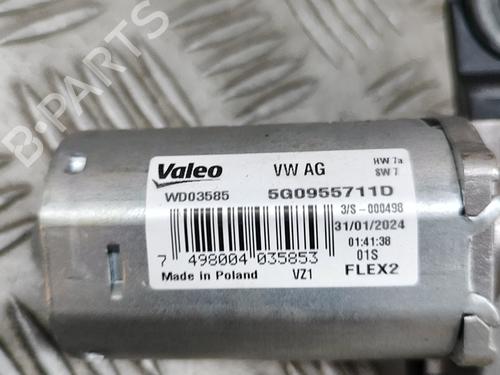 B-PARTS
Valeo VW AG HW 7a
SW 7
WD03585 5G0955711D
3/S-000498
31/01/2024
01:41:38
7 498004 035853 01S
Made in Poland VZ1 FLEX2